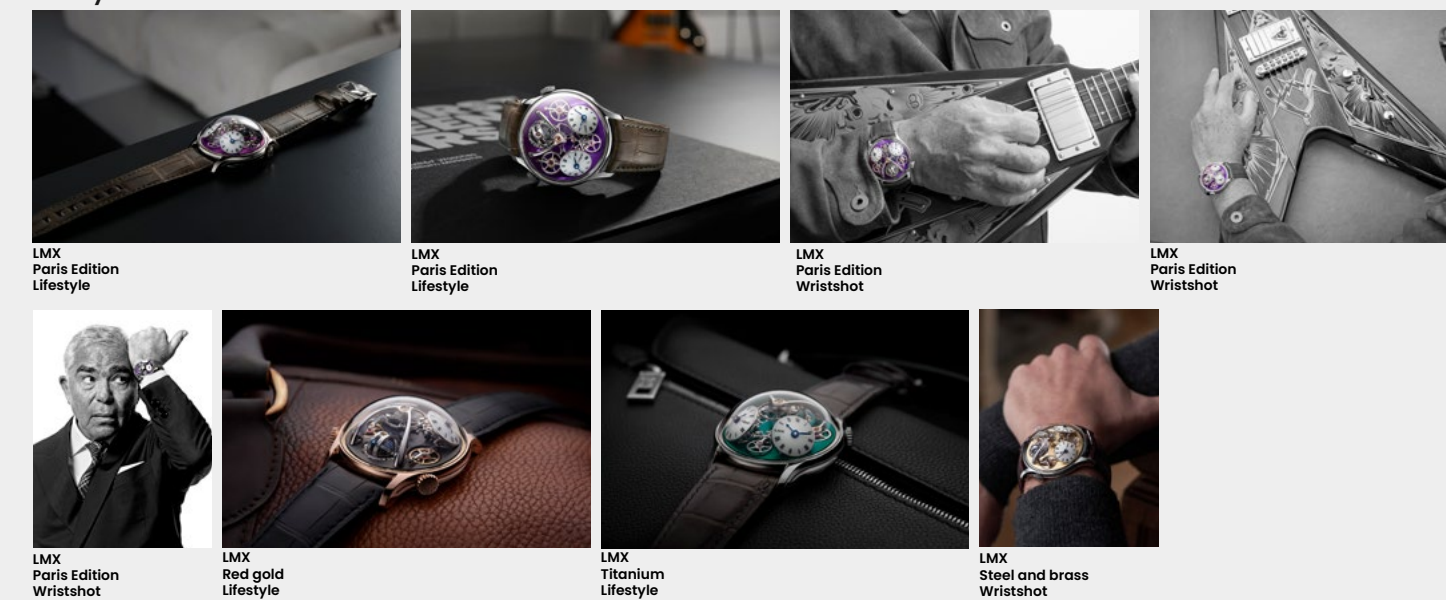 LMX
Paris Edition
Lifestyle
LMX
Paris Edition
Lifestyle
LMX
Paris Edition
Wristshot
LMX
Paris Edition
Wristshot
LMX
Paris Edition
Wristshot
LMX
Red gold
Lifestyle
LMX
Titanium
Lifestyle
LMX
Steel and brass
Wristshot